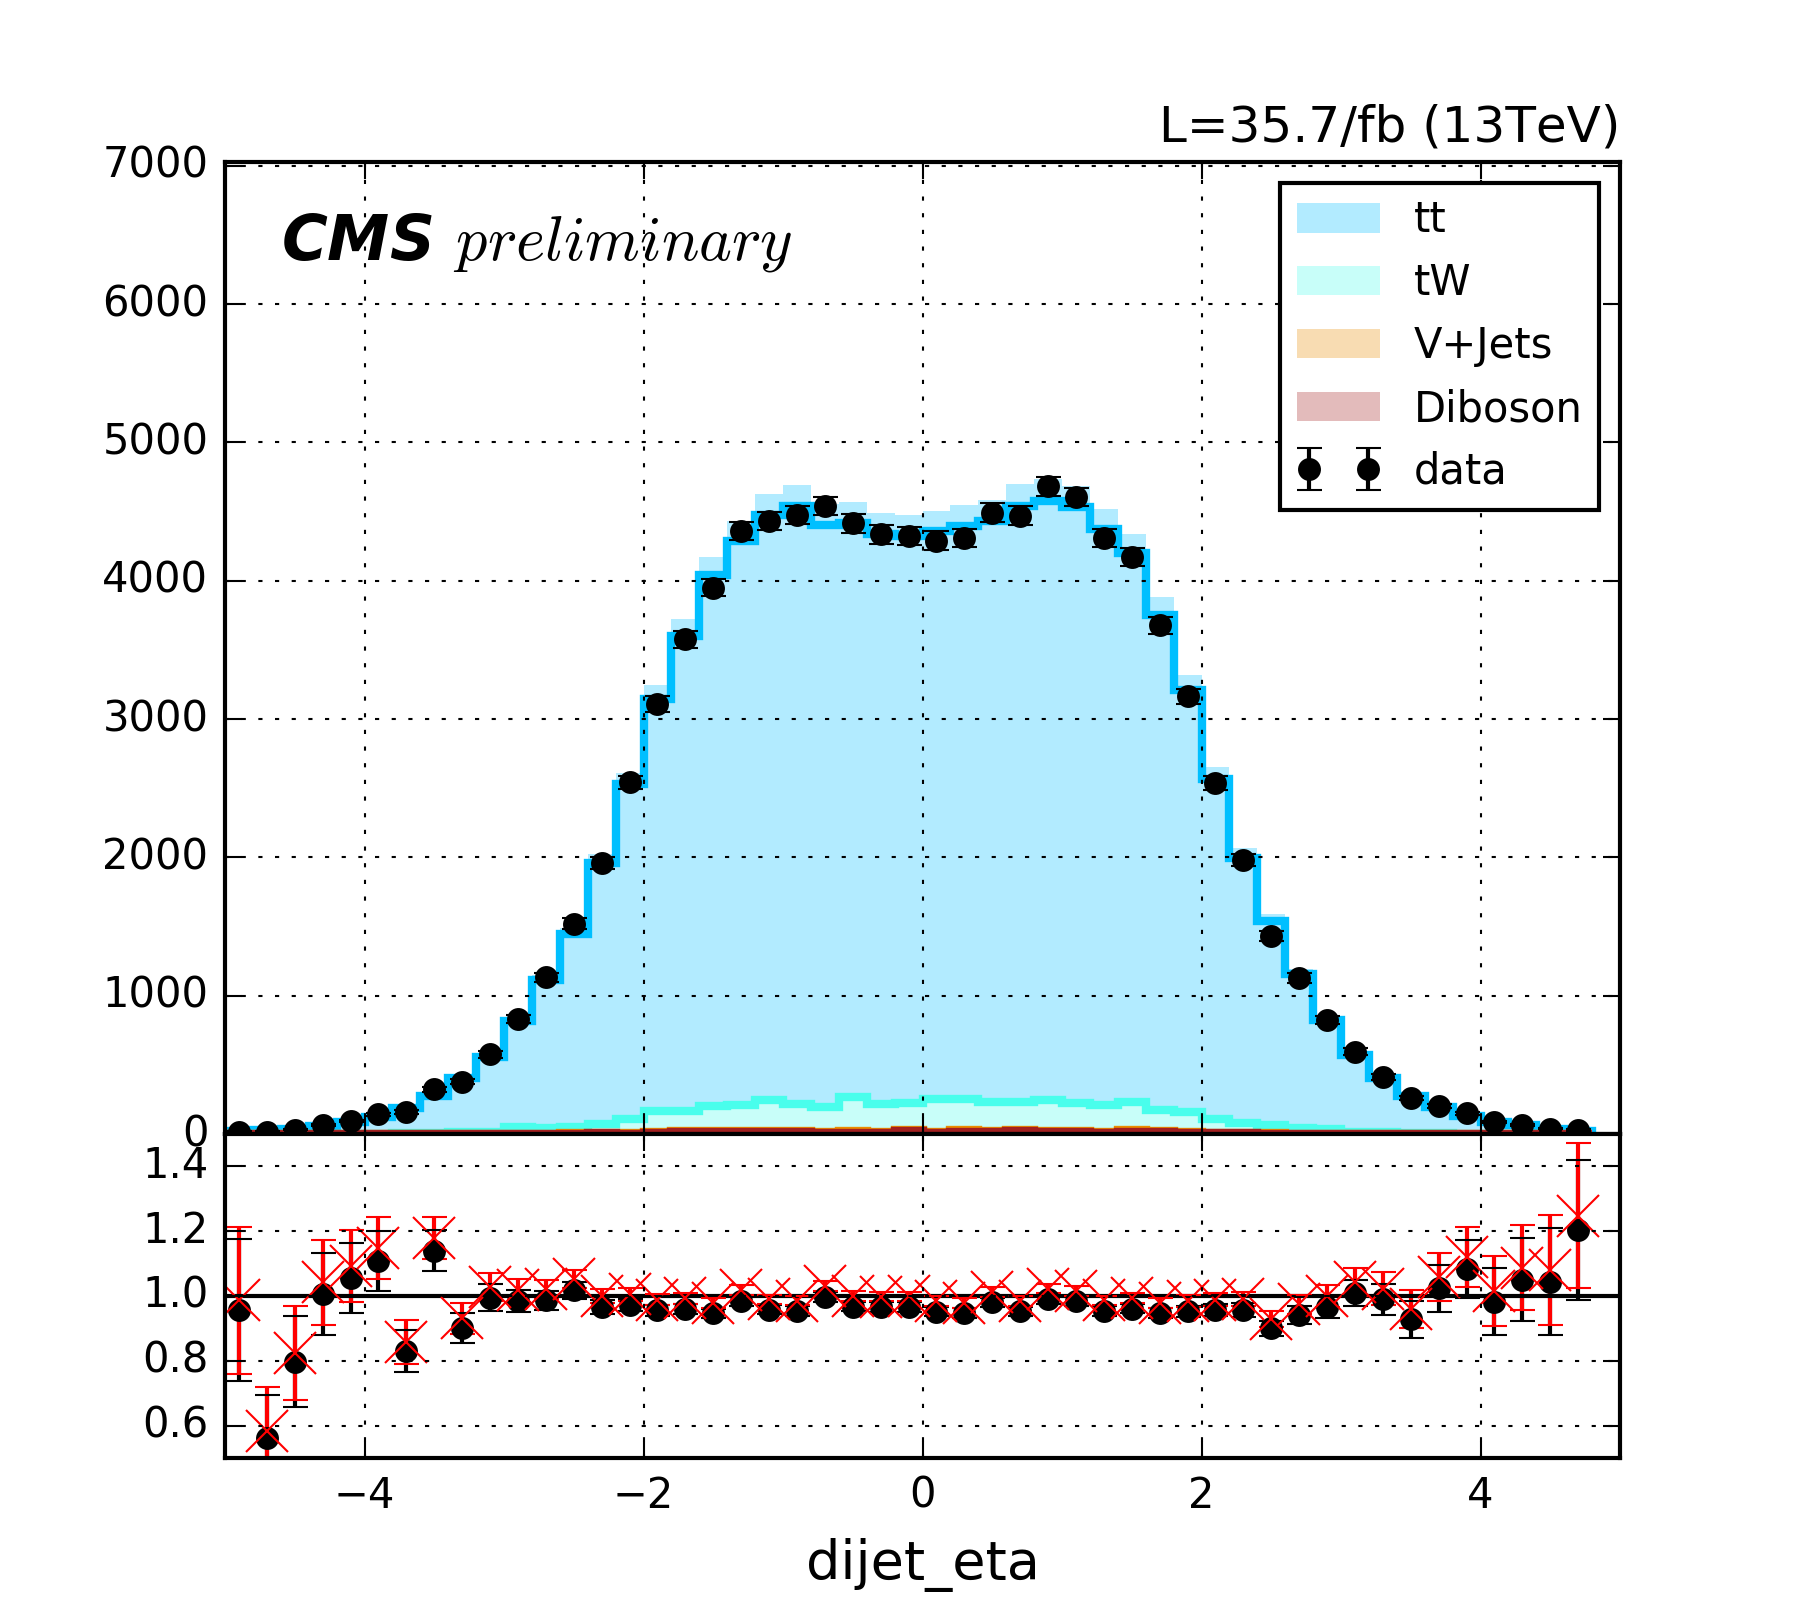 L=35.7/fb (13TeV)
CMS preliminary
tt
tW
V+Jets
Diboson
data
7000
6000
5000
4000
3000
2000
1000
0
1.4
1.2
1.0
0.8
0.6
−4 −2 0 2 4
dijet_eta